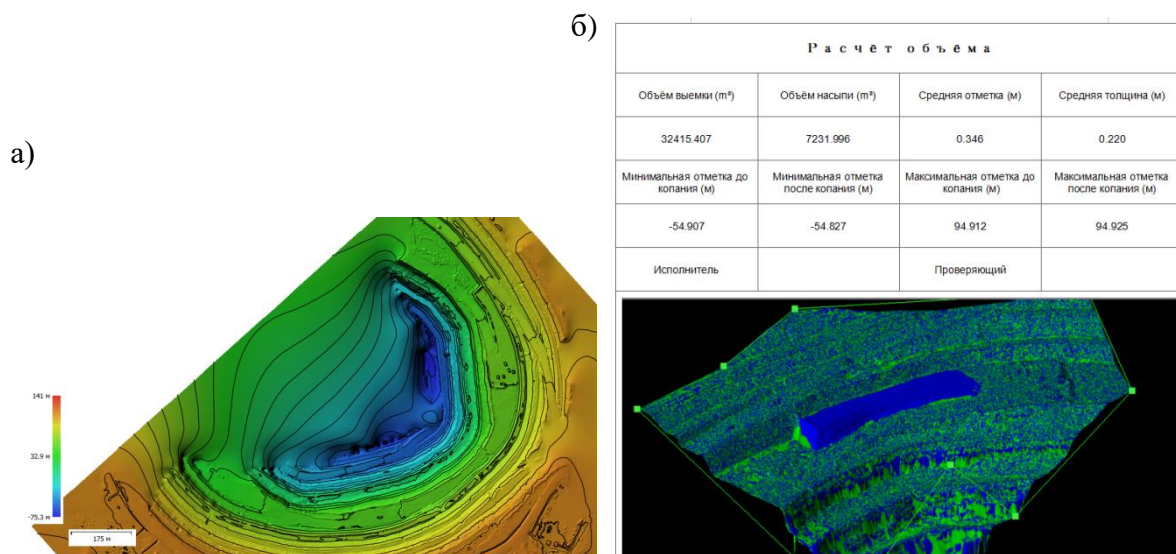 а)
141 м
32.9 м
-75.3 м
175 м
б)
Расчёт объёма
Объём выемки (m³) Объём насыпи (m³) Средняя отметка (м) Средняя толщина (м)
32415.407 7231.996 0.346 0.220
Минимальная отметка до копания (м) Минимальная отметка после копания (м) Максимальная отметка до копания (м) Максимальная отметка после копания (м)
-54.907 -54.827 94.912 94.925
Исполнитель Проверяющий